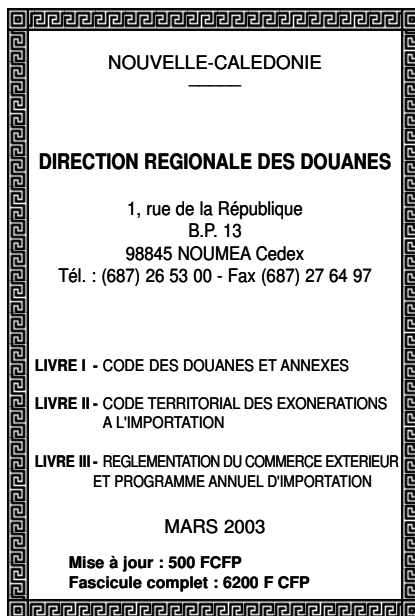 NOUVELLE-CALEDONIE
DIRECTION REGIONALE DES DOUANES
1, rue de la République
B.P. 13
98845 NOUMEA Cedex
Tél. : (687) 26 53 00 - Fax (687) 27 64 97
LIVRE I - CODE DES DOUANES ET ANNEXES
LIVRE II - CODE TERRITORIAL DES EXONERATIONS
A L'IMPORTATION
LIVRE III - REGLEMENTATION DU COMMERCE EXTERIEUR
ET PROGRAMME ANNUEL D'IMPORTATION
MARS 2003
Mise à jour : 500 FCFP
Fascicule complet : 6200 F CFP